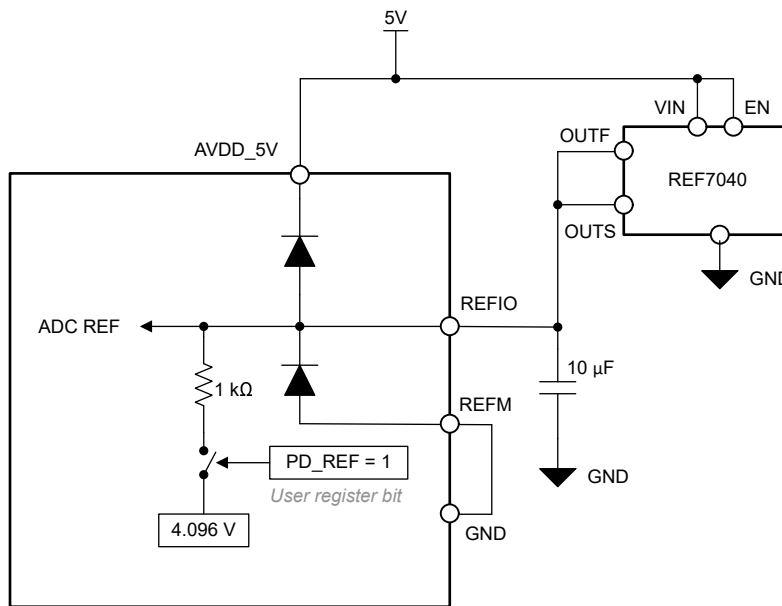 5V
VIN
EN
OUTF
AVDD_5V
REF7040
OUTS
GND
REFIO
ADC REF
10 µF
1 kΩ
REFM
PD_REF = 1
GND
User register bit
4.096 V
GND